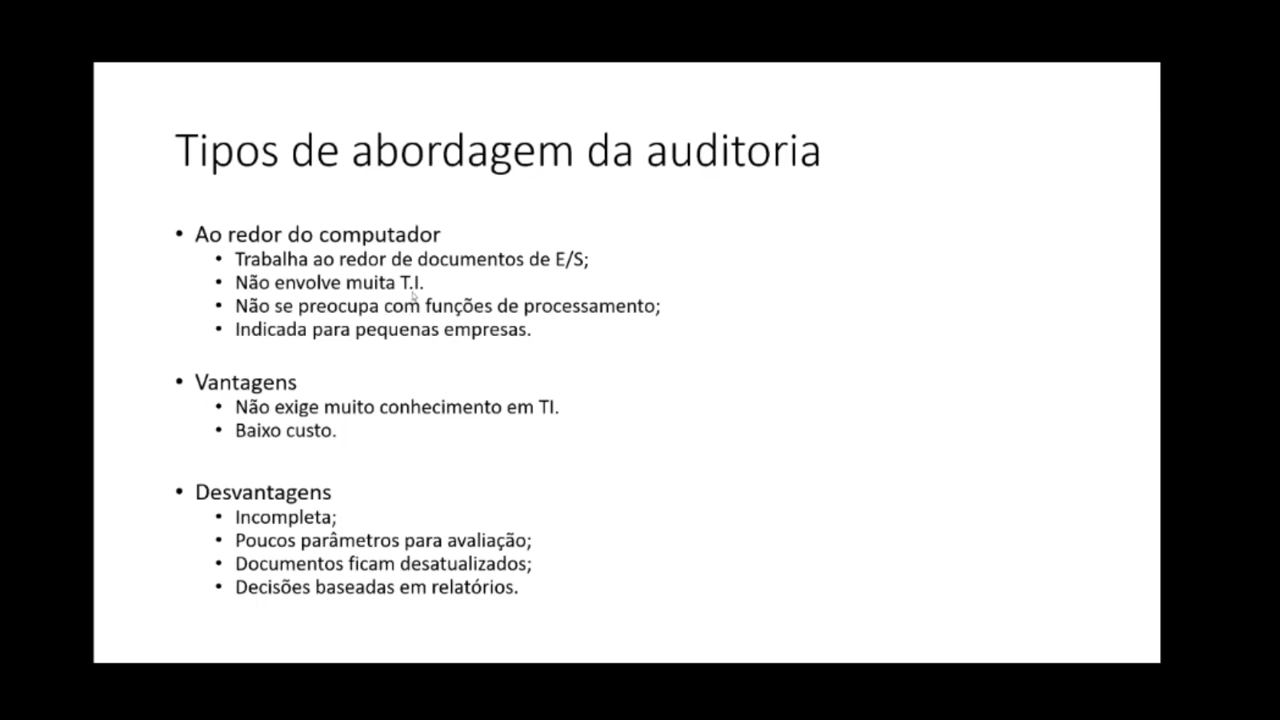 Tipos de abordagem da auditoria
• Ao redor do computador
• Trabalha ao redor de documentos de E/S;
• Não envolve muita T.I.
• Não se preocupa com funções de processamento;
• Indicada para pequenas empresas.
• Vantagens
• Não exige muito conhecimento em TI.
• Baixo custo.
• Desvantagens
• Incompleta;
• Poucos parâmetros para avaliação;
• Documentos ficam desatualizados;
• Decisões baseadas em relatórios.